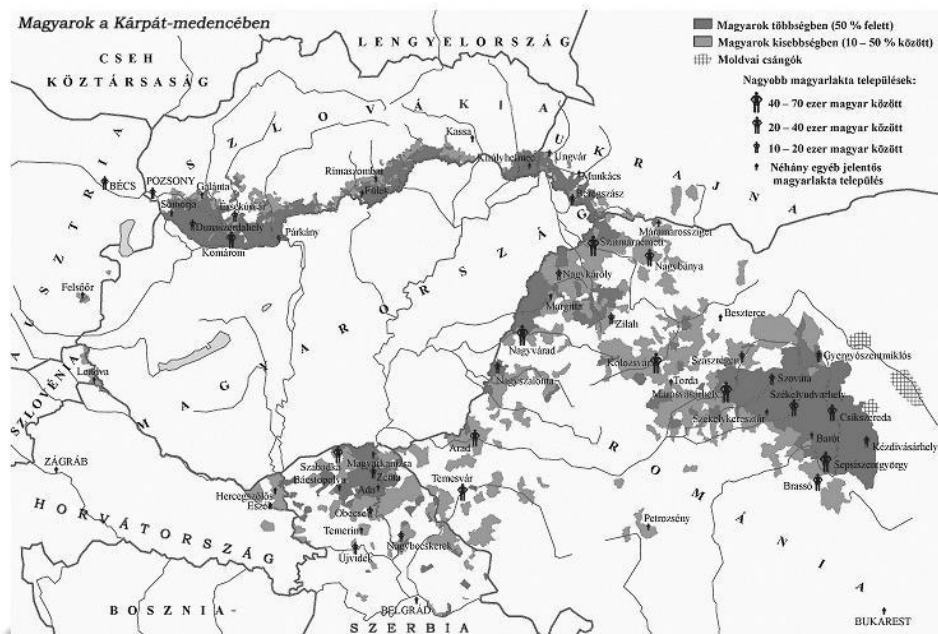 Magyarok a Kárpát-medencében
Magyarok többségben (50 % felett)
Magyarok kisebbségben (10 – 50 % között)
Moldvai csángók
Nagyobb magyarlakta települések:
40 – 70 ezer magyar között
20 – 40 ezer magyar között
10 – 20 ezer magyar között
Néhány egyéb jelentős
magyarlakta település
LENGYELORSZÁG
CSEH
KÖZTÁRSASÁG
SZLOVÁKIA
UKRAJNA
AUSZTRIA
MAGYARORSZÁG
SZLOVÉNIA
HORVÁTORSZÁG
BOSZNIA-
SZERBIA
ROMÁNIA
Kassa
Királyhelmec
Ungvár
Munkács
Beregszász
Rimaszombat
Fülek
BÉCS
POZSONY
Galánta
Somorja
Érsekújvár
Dunaszerdahely
Komárom
Párkány
Máramarossziget
Szatmárnémeti
Nagybánya
Nagykároly
Margitta
Zilah
Beszterce
Felsőőr
Nagyvárad
Kolozsvár
Szászrégen
Gyergyószentmiklós
Nagyszalonta
Torda
Marosvásárhely
Szováta
Székelyudvarhely
Csíkszereda
Székelykeresztúr
Lendva
Barót
Kézdivásárhely
Arad
Sepsiszentgyörgy
Brassó
Szabadka
Magyarkanizsa
Bácstopolya
Zenta
Ada
Temesvár
ZÁGRÁB
Hercegszőlős
Eszék
Óbecse
Temerin
Petrozsény
Újvidék
Nagybecskerek
BELGRÁD
BUKAREST